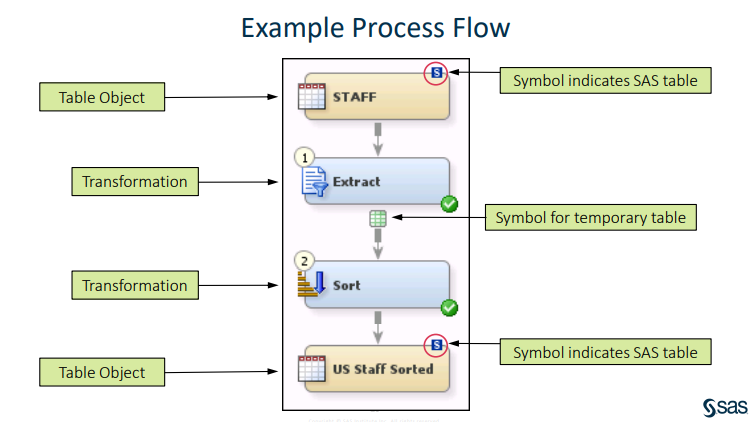 Example Process Flow
Table Object
STAFF
S
Symbol indicates SAS table
1
Transformation
Extract
Symbol for temporary table
2
Transformation
Sort
Table Object
US Staff Sorted
S
Symbol indicates SAS table
sas